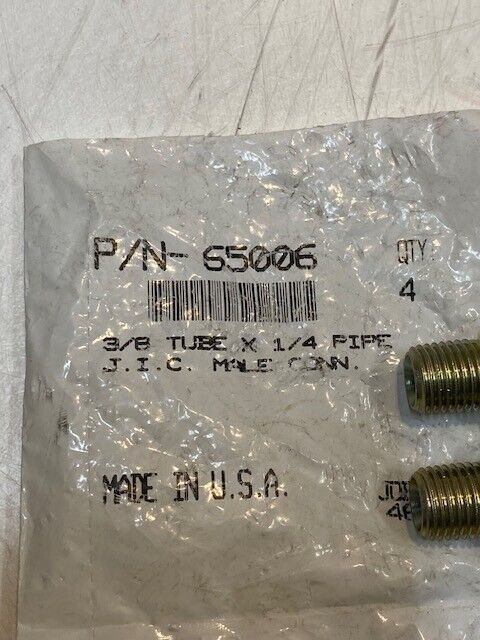 P/N- 65006
QTY
4
3/8 TUBE X 1/4 PIPE
J.I.C. MALE CONN.
MADE IN U.S.A.